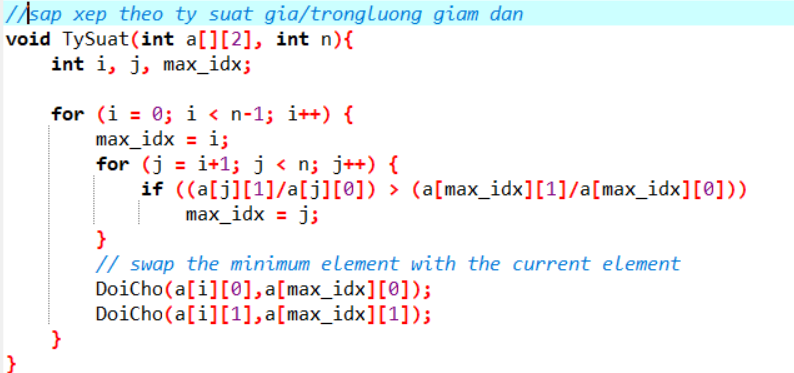 //sap xep theo ty suat gia/trongluong giam dan
void TySuat(int a[][2], int n){
    int i, j, max_idx;

    for (i = 0; i < n-1; i++) {
        max_idx = i;
        for (j = i+1; j < n; j++) {
            if ((a[j][1]/a[j][0]) > (a[max_idx][1]/a[max_idx][0]))
                max_idx = j;
        }
        // swap the minimum element with the current element
        DoiCho(a[i][0],a[max_idx][0]);
        DoiCho(a[i][1],a[max_idx][1]);
    }
}